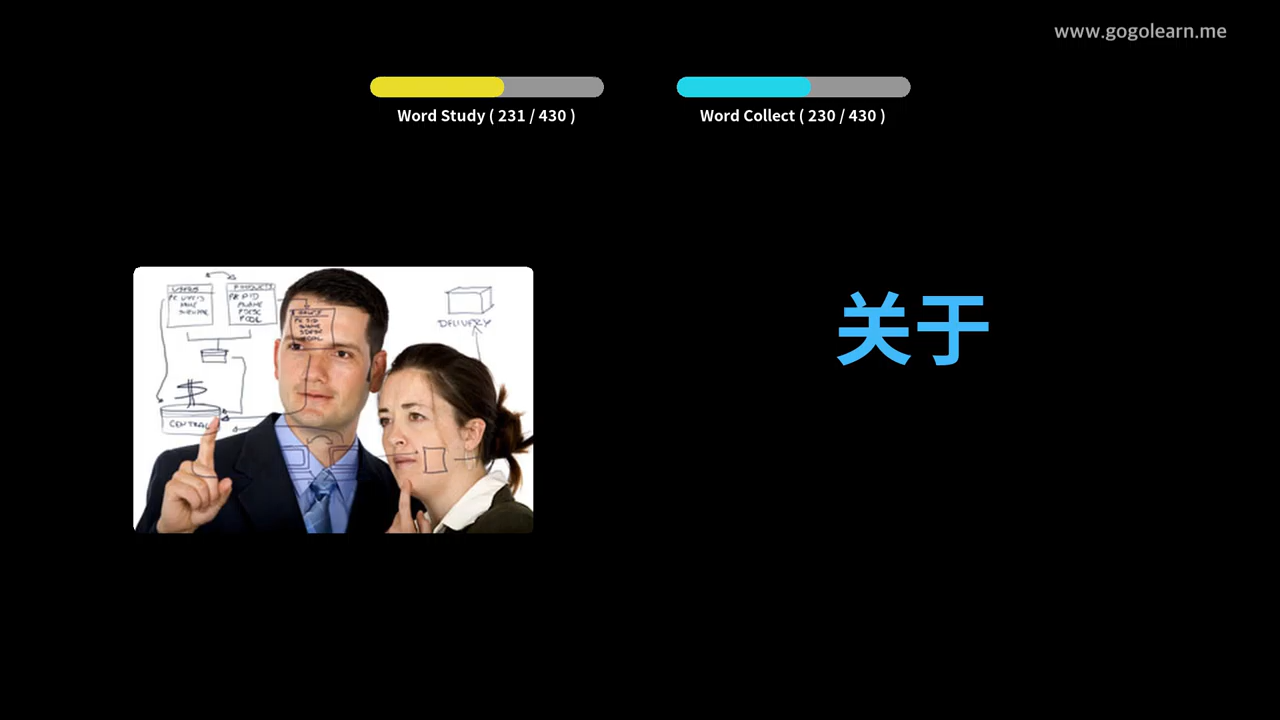 www.gogolearn.me
Word Study ( 231 / 430 )
Word Collect ( 230 / 430 )
关于
DELIVERY
CENTRAL